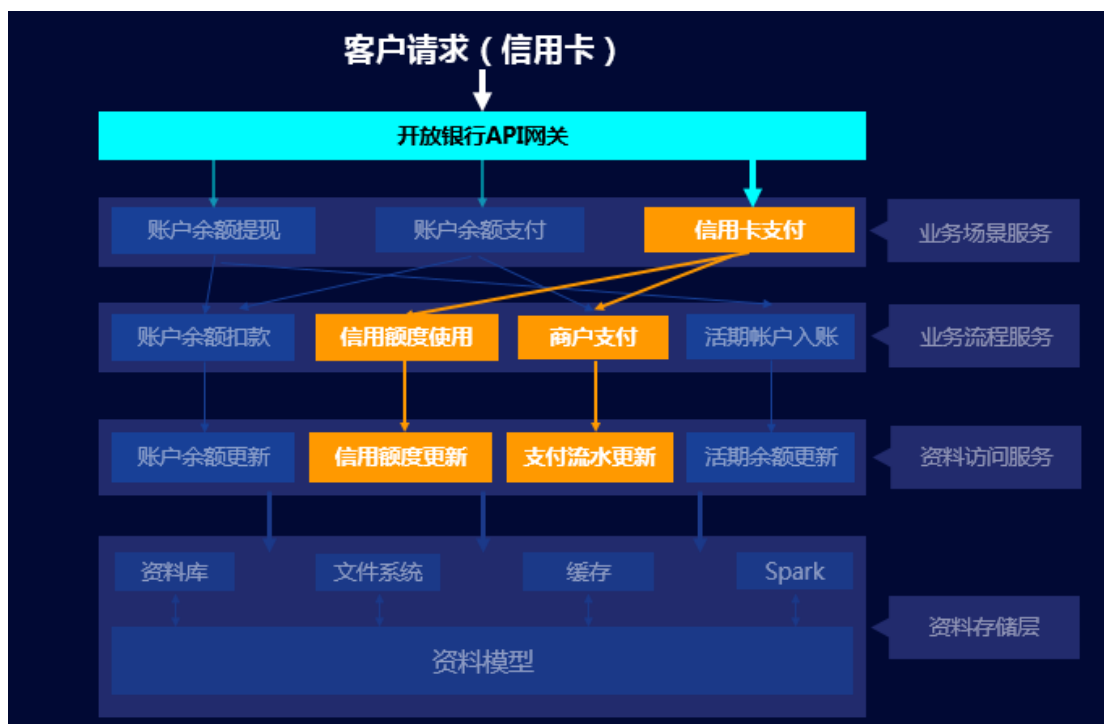 客户请求（信用卡）
开放银行API网关
账户余额提现
账户余额支付
信用卡支付
业务场景服务
账户余额扣款
信用额度使用
商户支付
活期帐户入账
业务流程服务
账户余额更新
信用额度更新
支付流水更新
活期余额更新
资料访问服务
资料库
文件系统
缓存
Spark
资料存储层
资料模型